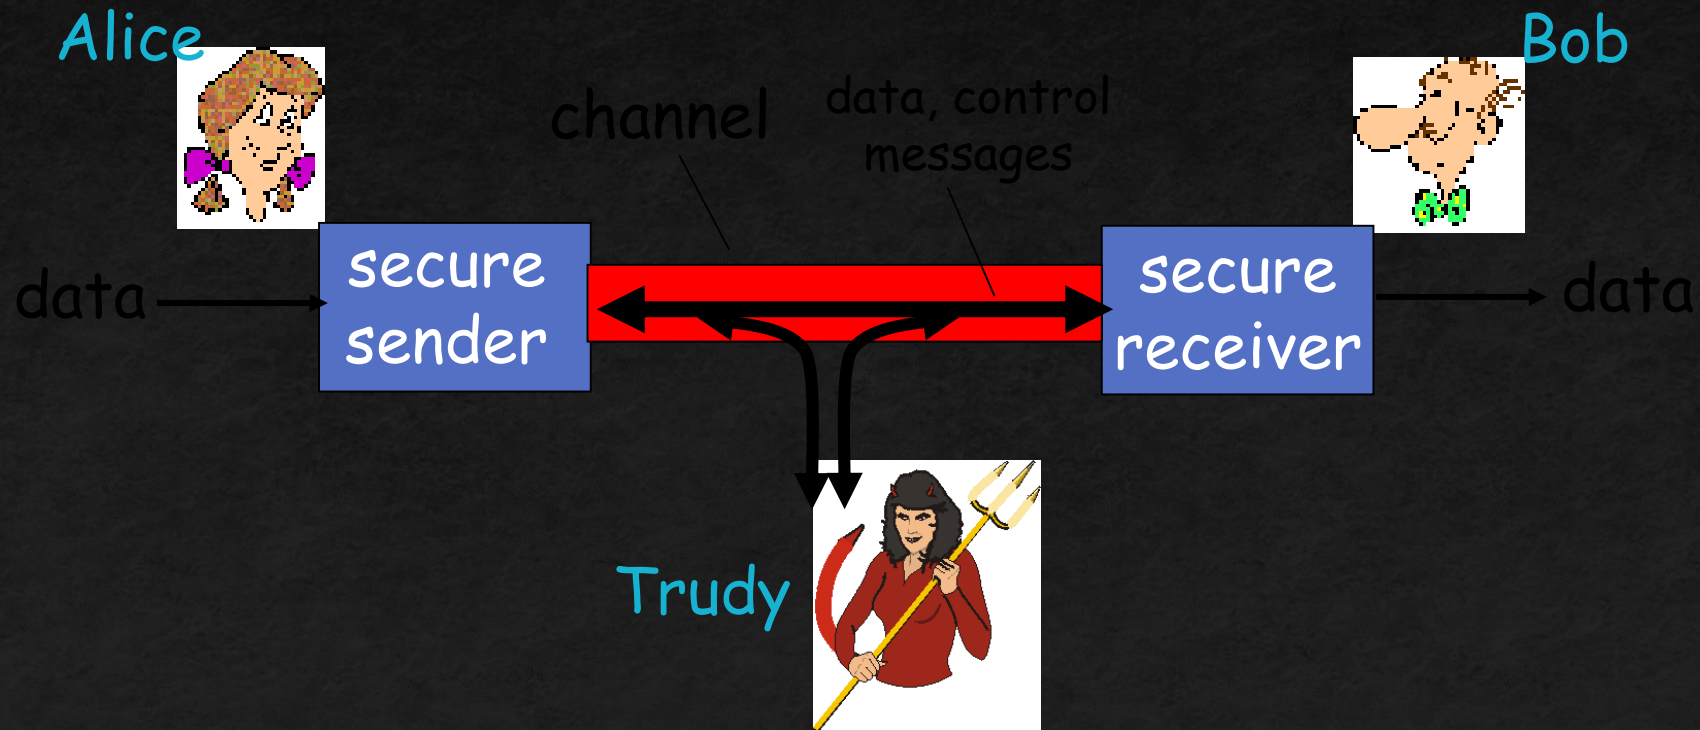 Alice
Bob
channel
data, control
messages
data
secure
sender
secure
receiver
data
Trudy